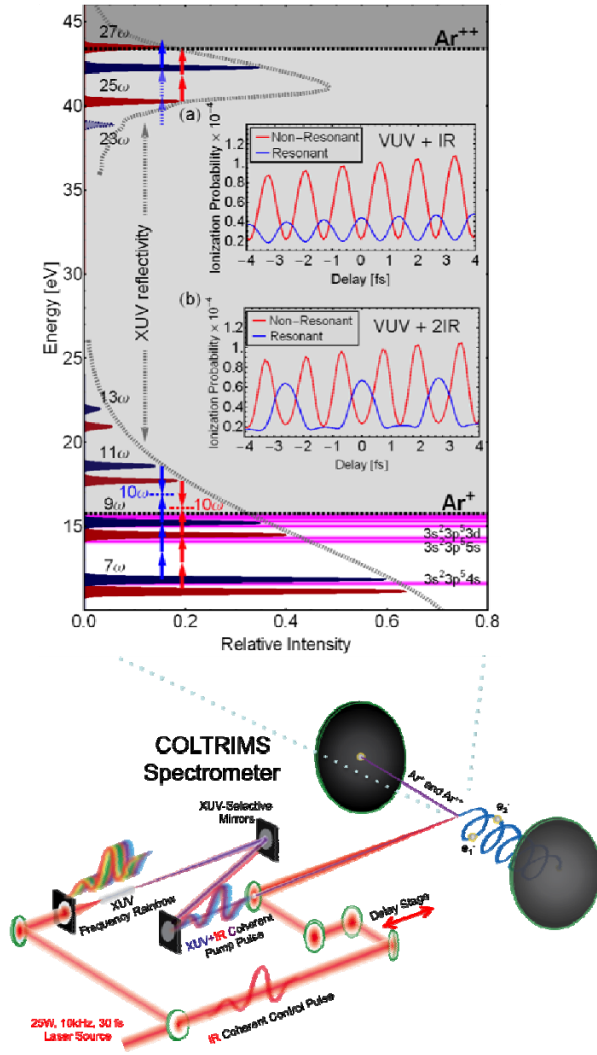 45
27ω
Ar++
25ω
40
(a)
Ionization Probability × 10⁻⁴
Non-Resonant
Resonant
VUV + IR
1.2
1
0.8
0.6
0.4
0.2
−4 −3 −2 −1 0 1 2 3 4
Delay [fs]
23ω
35
XUV reflectivity
Energy [eV]
30
(b)
Ionization Probability × 10⁻⁴
Non-Resonant
Resonant
VUV + 2IR
1.2
1
0.8
0.6
0.4
0.2
−4 −3 −2 −1 0 1 2 3 4
Delay [fs]
25
13ω
20
11ω
10ω
10ω
9ω
Ar+
15
3s²3p⁵3d
3s²3p⁵5s
7ω
3s²3p⁵4s
0.0 0.2 0.4 0.6 0.8
Relative Intensity
COLTRIMS
Spectrometer
Ar+ and Ar++
e₂-
e₁-
XUV-Selective
Mirrors
XUV
Frequency Rainbow
XUV+IR Coherent
Pump Pulse
Delay Stage
25W, 10kHz, 30 fs
Laser Source
IR Coherent Control Pulse